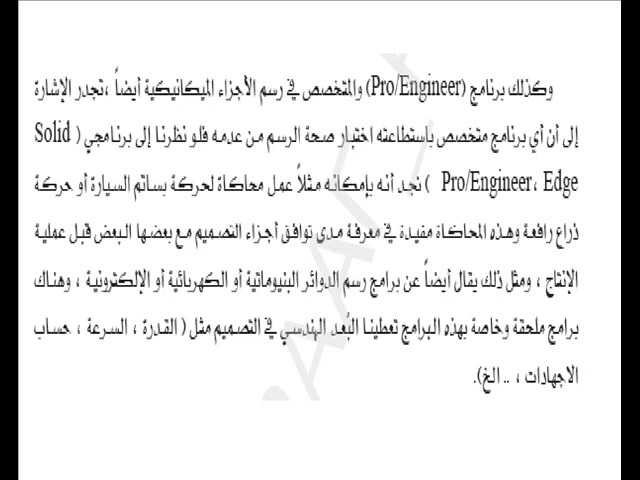 وكذلك برنامج (Pro/Engineer) والمتخصص في رسم الأجزاء الميكانيكية أيضاً ،تجدر الإشارة
إلى أن أي برنامج متخصص باستطاعته اختبار صحة الرسم من عدمه فلو نظرنا إلى برنامجي ( Solid
Pro/Engineer، Edge ) نجد أنه بإمكانه مثلاً عمل محاكاة لحركة بساتم السيارة أو حركة
ذراع رافعة وهذه المحاكاة مفيدة في معرفة مدى توافق أجزاء التصميم مع بعضها البعض قبل عملية
الإنتاج ، ومثل ذلك يقال أيضاً عن برامج رسم الدوائر البنيوماتية أو الكهربائية أو الإلكترونية ، وهناك
برامج ملحقة وخاصة بهذه البرامج تعطينا البُعد الهندسي في التصميم مثل ( القدرة ، السرعة ، حساب
الاجهادات ، .. الخ).